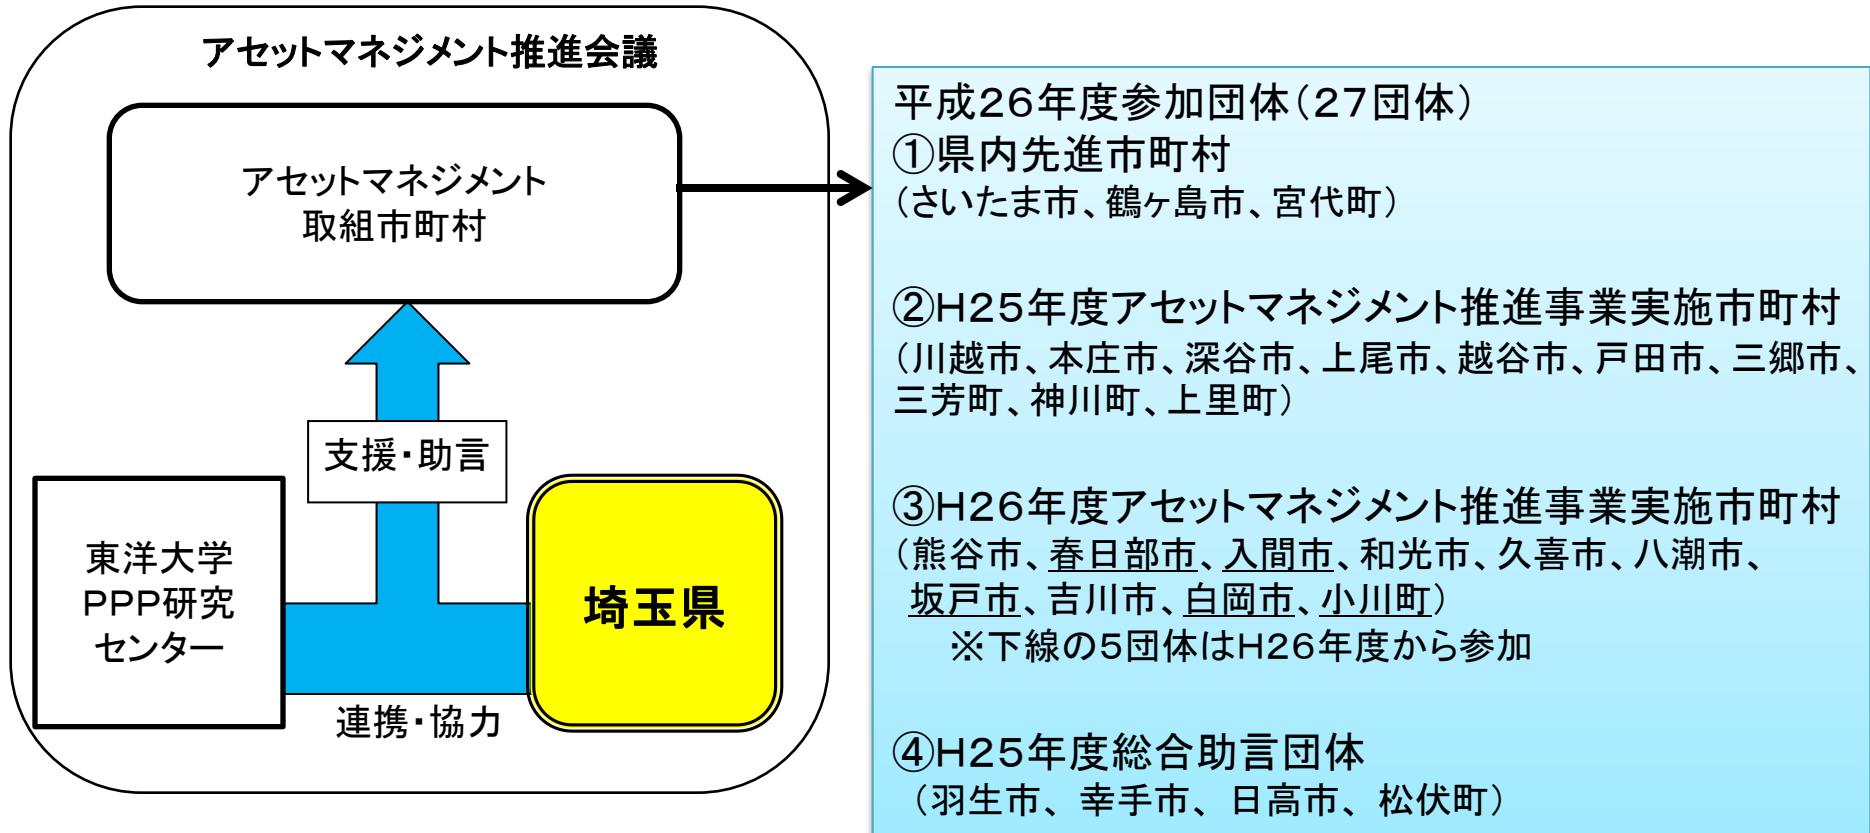 アセットマネジメント推進会議
アセットマネジメント
取組市町村
支援・助言
東洋大学
PPP研究
センター
埼玉県
連携・協力
平成26年度参加団体(27団体)
①県内先進市町村
(さいたま市、鶴ヶ島市、宮代町)
②H25年度アセットマネジメント推進事業実施市町村
(川越市、本庄市、深谷市、上尾市、越谷市、戸田市、三郷市、
三芳町、神川町、上里町)
③H26年度アセットマネジメント推進事業実施市町村
(熊谷市、春日部市、入間市、和光市、久喜市、八潮市、
坂戸市、吉川市、白岡市、小川町)
※下線の5団体はH26年度から参加
④H25年度総合助言団体
(羽生市、幸手市、日高市、松伏町)